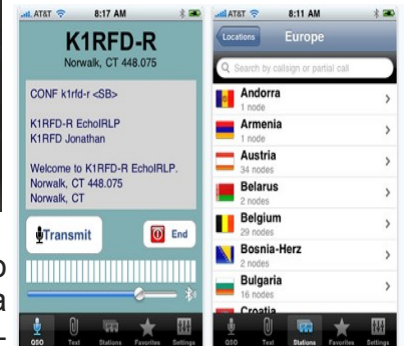 AT&T 8:17 AM
K1RFD-R
Norwalk, CT 448.075
CONF k1rfd-r <SB>
K1RFD-R EchoIRLP
K1RFD Jonathan
Welcome to K1RFD-R EchoIRLP.
Norwalk, CT 448.075
Norwalk, CT
Transmit
End
QSO Text Stations Favorites Settings
AT&T 8:11 AM
Locations Europe
Search by callsign or partial call
Andorra
1 node
Armenia
1 node
Austria
34 nodes
Belarus
2 nodes
Belgium
29 nodes
Bosnia-Herz
2 nodes
Bulgaria
16 nodes
Croatia
QSO Text Stations Favorites Settings